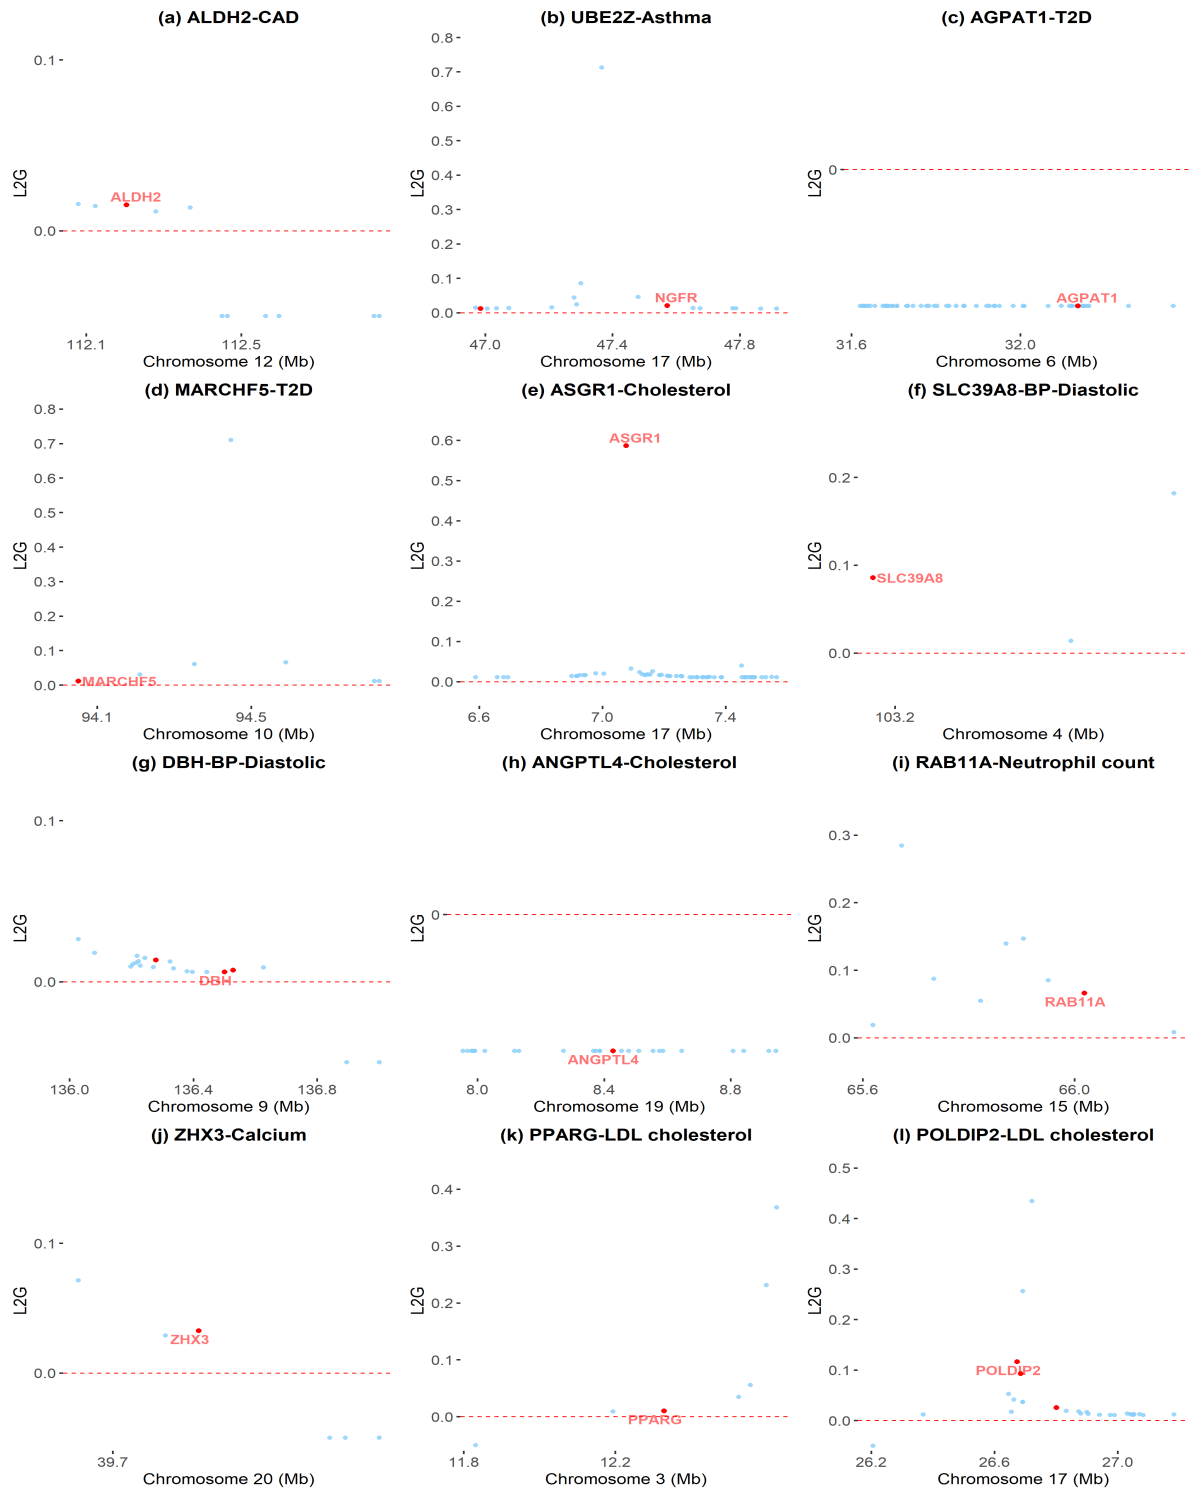 (a) ALDH2-CAD
0.1
0.0
L2G
ALDH2
112.1 112.5
Chromosome 12 (Mb)
(b) UBE2Z-Asthma
0.8
0.7
0.6
0.5
0.4
0.3
0.2
0.1
0.0
L2G
NGFR
47.0 47.4 47.8
Chromosome 17 (Mb)
(c) AGPAT1-T2D
0
L2G
AGPAT1
31.6 32.0
Chromosome 6 (Mb)
(d) MARCHF5-T2D
0.8
0.7
0.6
0.5
0.4
0.3
0.2
0.1
0.0
L2G
MARCHF5
94.1 94.5
Chromosome 10 (Mb)
(e) ASGR1-Cholesterol
0.6
0.5
0.4
0.3
0.2
0.1
0.0
L2G
ASGR1
6.6 7.0 7.4
Chromosome 17 (Mb)
(f) SLC39A8-BP-Diastolic
0.2
0.1
0.0
L2G
SLC39A8
103.2
Chromosome 4 (Mb)
(g) DBH-BP-Diastolic
0.1
0.0
L2G
DBH
136.0 136.4 136.8
Chromosome 9 (Mb)
(h) ANGPTL4-Cholesterol
0
L2G
ANGPTL4
8.0 8.4 8.8
Chromosome 19 (Mb)
(i) RAB11A-Neutrophil count
0.3
0.2
0.1
0.0
L2G
RAB11A
65.6 66.0
Chromosome 15 (Mb)
(j) ZHX3-Calcium
0.1
0.0
L2G
ZHX3
39.7
Chromosome 20 (Mb)
(k) PPARG-LDL cholesterol
0.4
0.3
0.2
0.1
0.0
L2G
PPARG
11.8 12.2
Chromosome 3 (Mb)
(l) POLDIP2-LDL cholesterol
0.5
0.4
0.3
0.2
0.1
0.0
L2G
POLDIP2
26.2 26.6 27.0
Chromosome 17 (Mb)